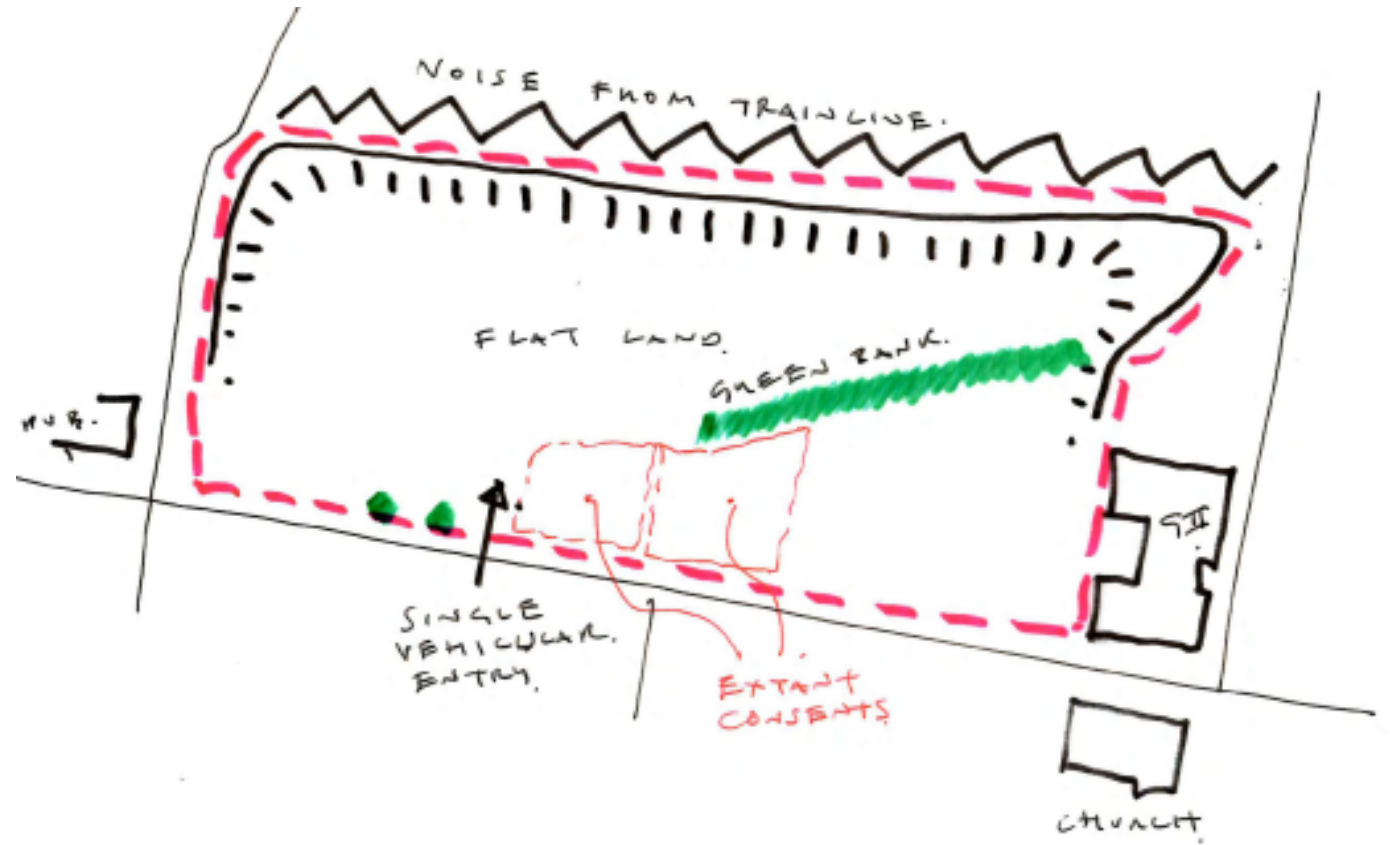 NOISE FROM TRAINLINE.
FLAT LAND.
GREEN BANK.
PUB.
GII
SINGLE
VEHICULAR.
ENTRY.
EXTANT
CONSENTS
CHURCH.